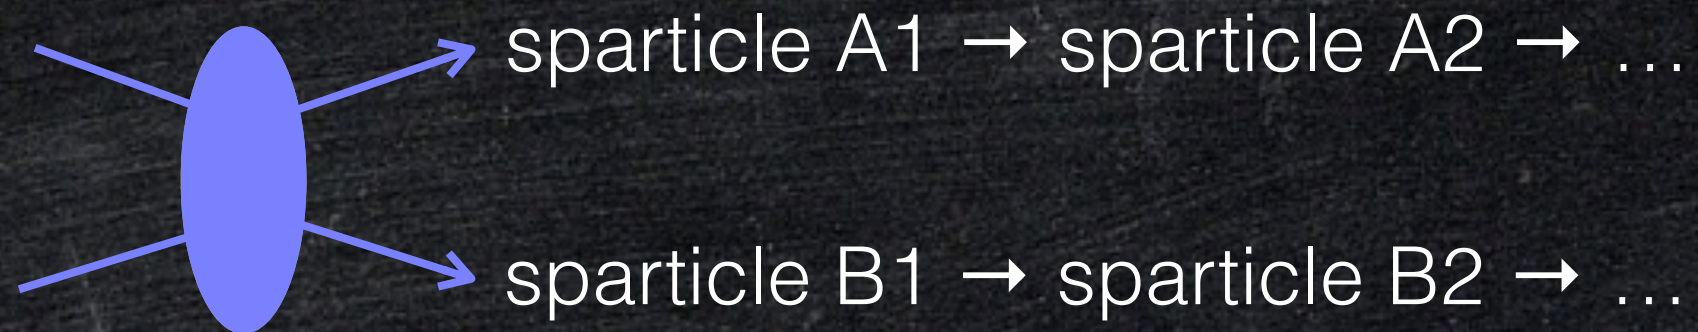 sparticle A1 → sparticle A2 → …
sparticle B1 → sparticle B2 → …